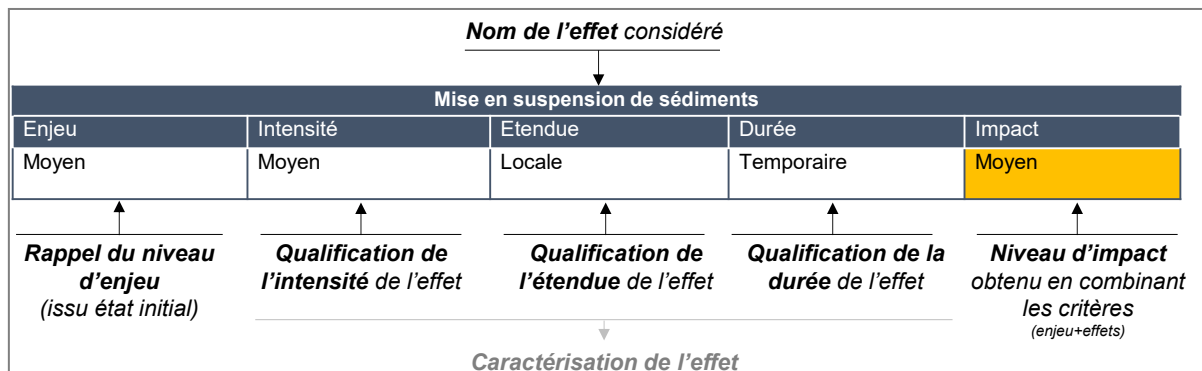 Nom de l'effet considéré
Mise en suspension de sédiments
Enjeu Intensité Etendue Durée Impact
Moyen Moyen Locale Temporaire Moyen
Rappel du niveau
d'enjeu
(issu état initial)
Qualification de
l'intensité de l'effet
Qualification de
l'étendue de l'effet
Qualification de la
durée de l'effet
Niveau d'impact
obtenu en combinant
les critères
(enjeu+effets)
Caractérisation de l'effet